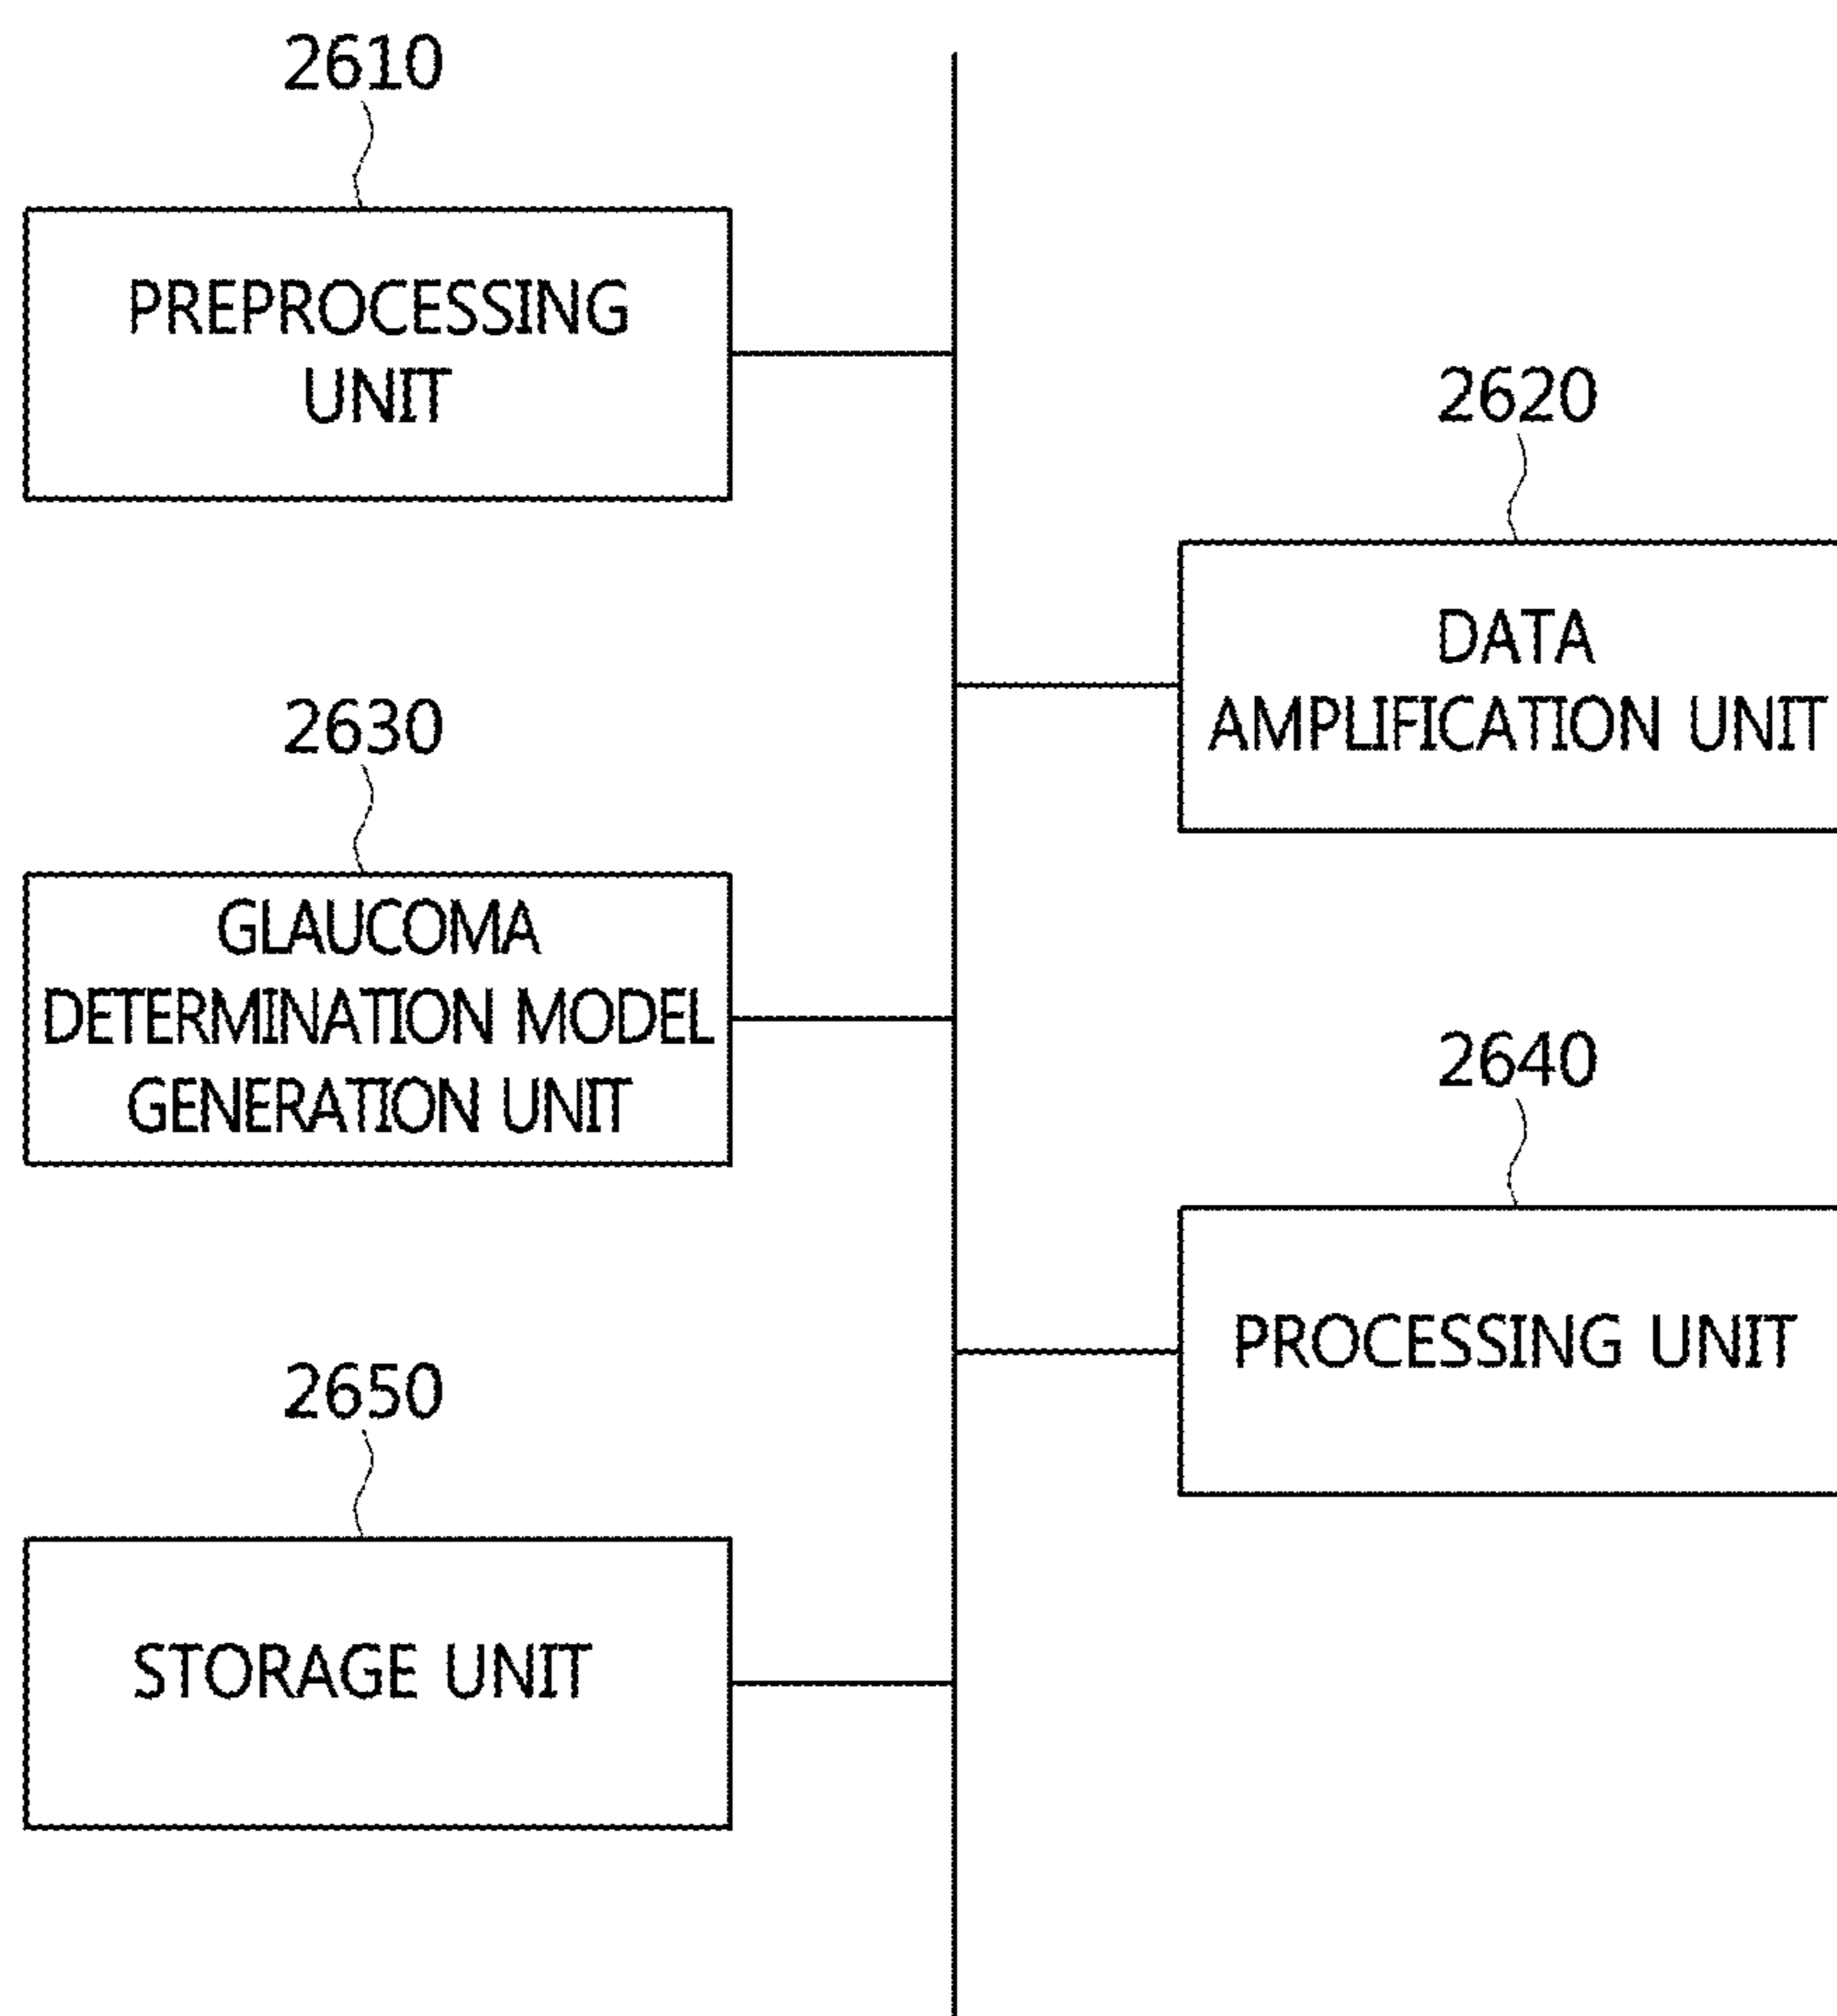 2610
PREPROCESSING
UNIT
2620
DATA
AMPLIFICATION UNIT
2630
GLAUCOMA
DETERMINATION MODEL
GENERATION UNIT
2640
PROCESSING UNIT
2650
STORAGE UNIT